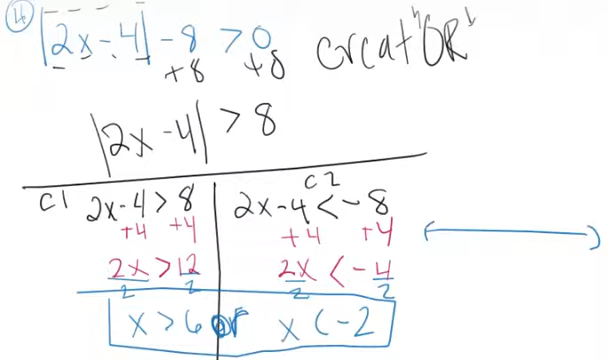 ④ |2x - 4| - 8 > 0 creat"OR"
+8 +8
|2x - 4| > 8
C1 2x - 4 > 8 C2 2x - 4 < -8
+4 +4 +4 +4
2x > 12 2x < -4
2 2 2 2
x > 6 or x < -2